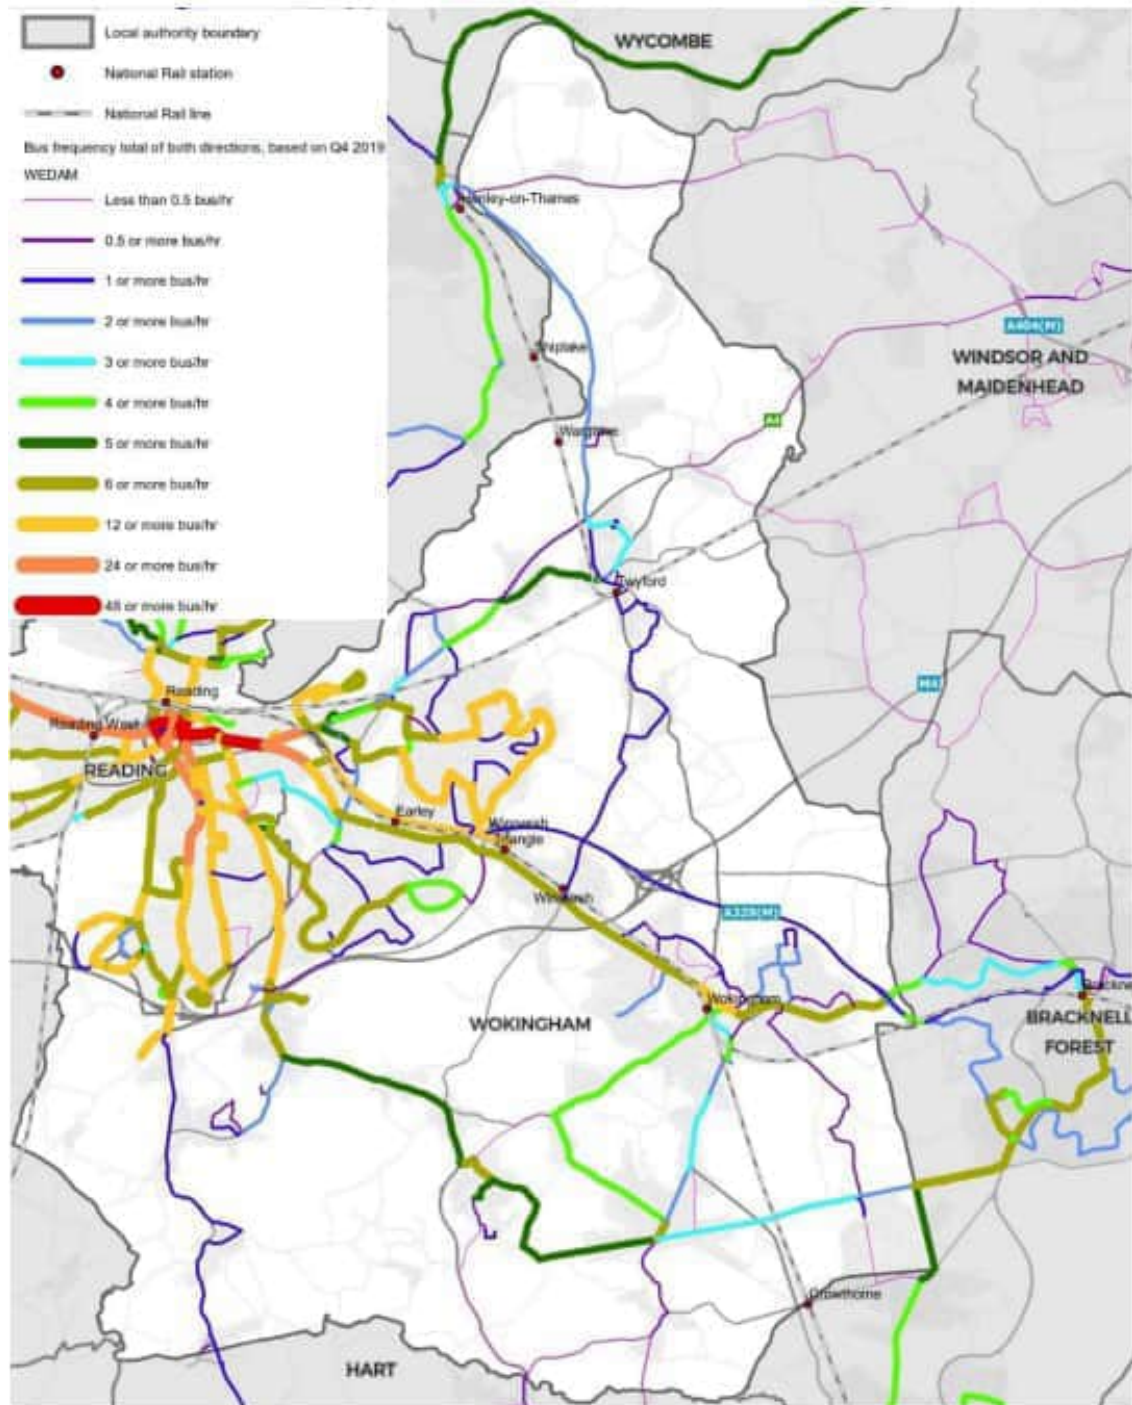 Local authority boundary
National Rail station
National Rail line
Bus frequency total of both directions, based on Q4 2019
WEDAM
Less than 0.5 bus/hr
0.5 or more bus/hr
1 or more bus/hr
2 or more bus/hr
3 or more bus/hr
4 or more bus/hr
5 or more bus/hr
6 or more bus/hr
12 or more bus/hr
24 or more bus/hr
48 or more bus/hr
WYCOMBE
Henley-on-Thames
A404(M)
Shiplake
WINDSOR AND
MAIDENHEAD
A4
Wargrave
Twyford
M4
Reading
Reading West
READING
Earley
Winnersh
Triangle
Winnersh
A329(M)
Wokingham
Brackne
WOKINGHAM
BRACKNELL
FOREST
Crowthorne
HART